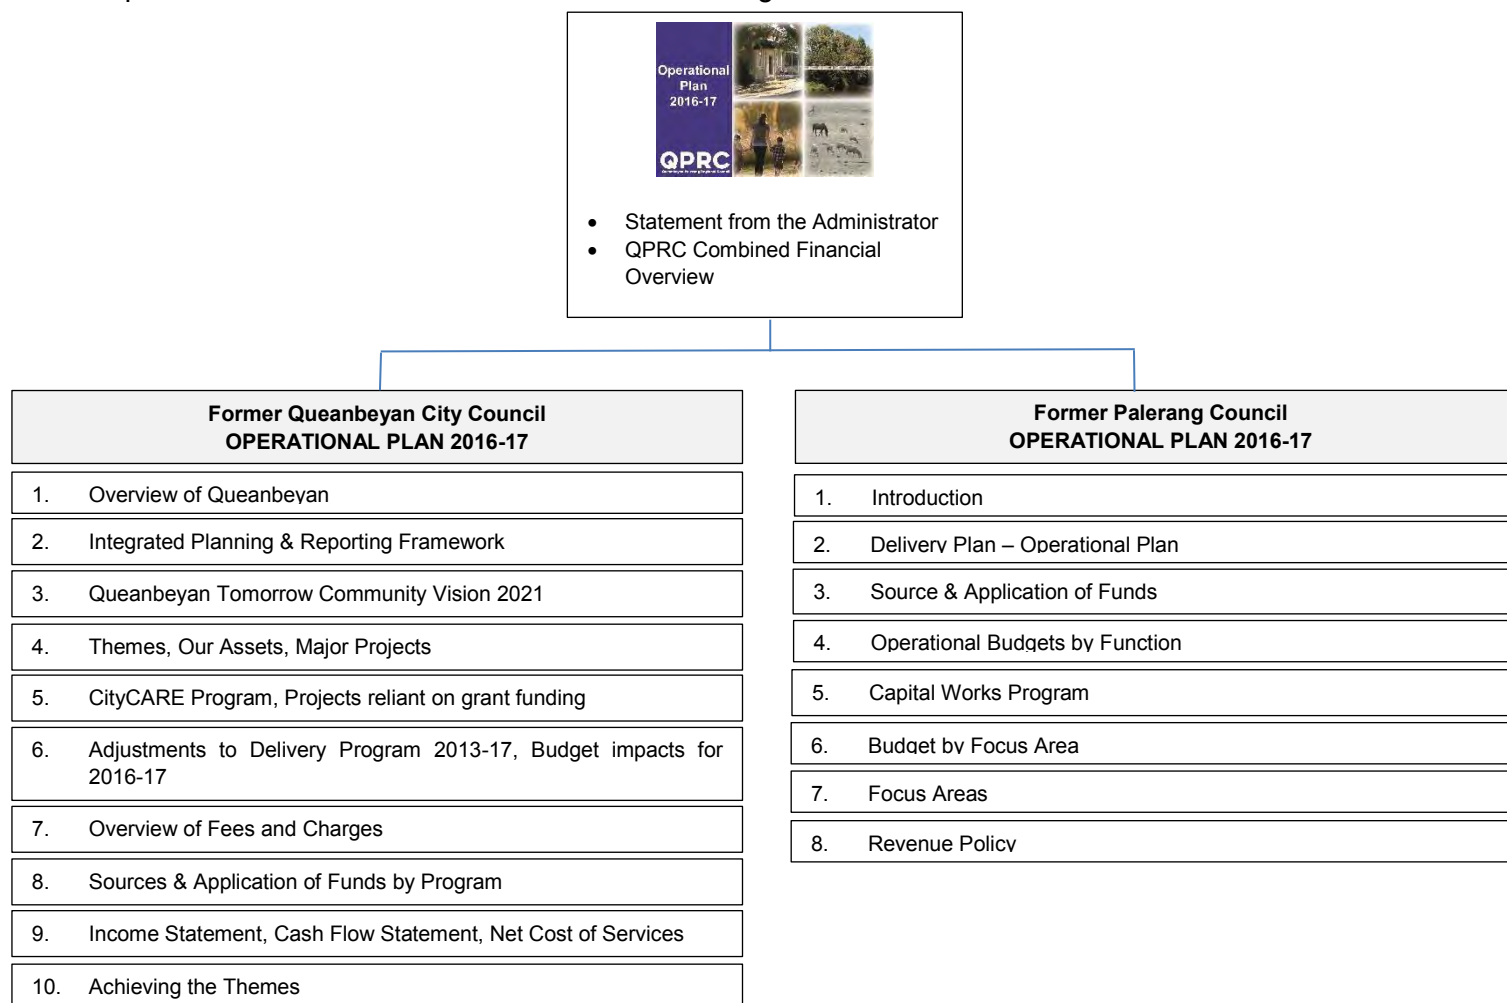 Operational
Plan
2016-17
QPRC
• Statement from the Administrator
• QPRC Combined Financial
Overview
Former Queanbeyan City Council
OPERATIONAL PLAN 2016-17
1. Overview of Queanbeyan
2. Integrated Planning & Reporting Framework
3. Queanbeyan Tomorrow Community Vision 2021
4. Themes, Our Assets, Major Projects
5. CityCARE Program, Projects reliant on grant funding
6. Adjustments to Delivery Program 2013-17, Budget impacts for
2016-17
7. Overview of Fees and Charges
8. Sources & Application of Funds by Program
9. Income Statement, Cash Flow Statement, Net Cost of Services
10. Achieving the Themes
Former Palerang Council
OPERATIONAL PLAN 2016-17
1. Introduction
2. Delivery Plan – Operational Plan
3. Source & Application of Funds
4. Operational Budgets by Function
5. Capital Works Program
6. Budget by Focus Area
7. Focus Areas
8. Revenue Policy